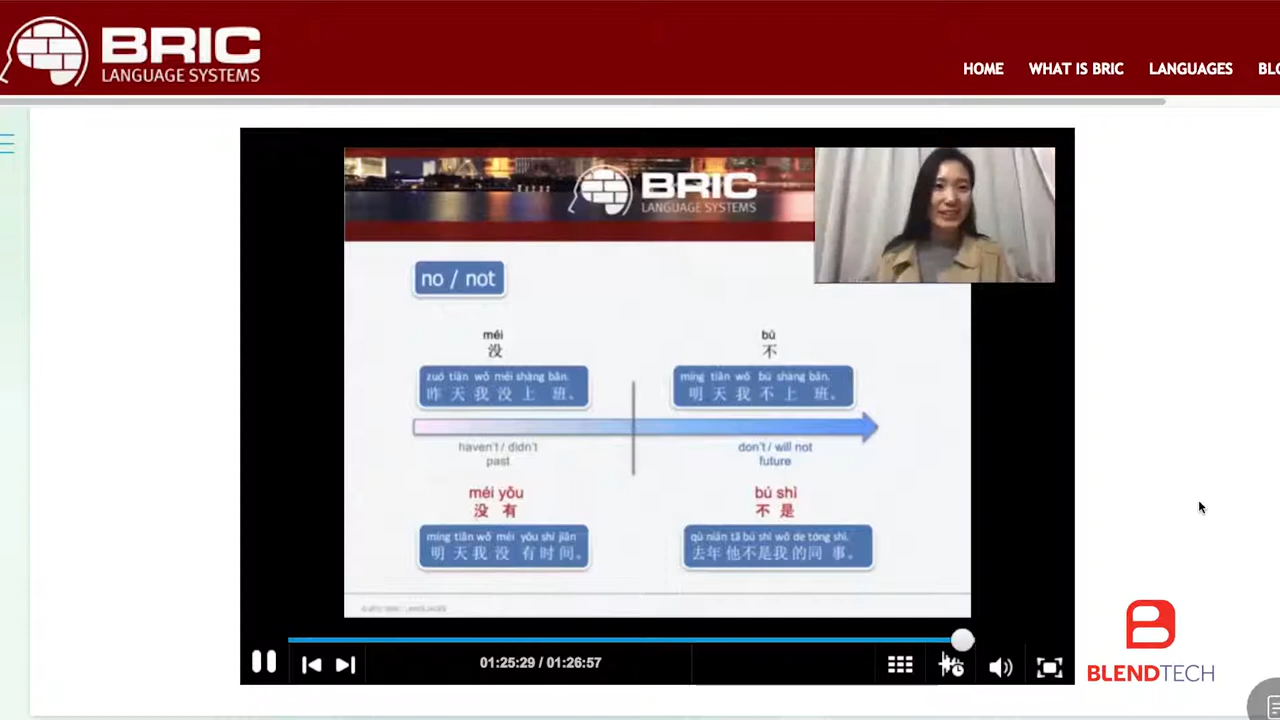 BRIC
LANGUAGE SYSTEMS
HOME WHAT IS BRIC LANGUAGES BLO
BRIC
LANGUAGE SYSTEMS
no / not
méi
没
zuó tiān wǒ méi shàng bān.
昨 天 我 没 上 班。
bù
不
míng tiān wǒ bú shàng bān.
明 天 我 不 上 班。
haven't / didn't
past
don't / will not
future
méi yǒu
没 有
míng tiān wǒ méi yǒu shí jiān
明 天 我 没 有 时 间。
bú shì
不 是
qù nián tā bú shì wǒ de tóng shì.
去 年 他 不 是 我 的 同 事。
01:25:29 / 01:26:57
BLENDTECH